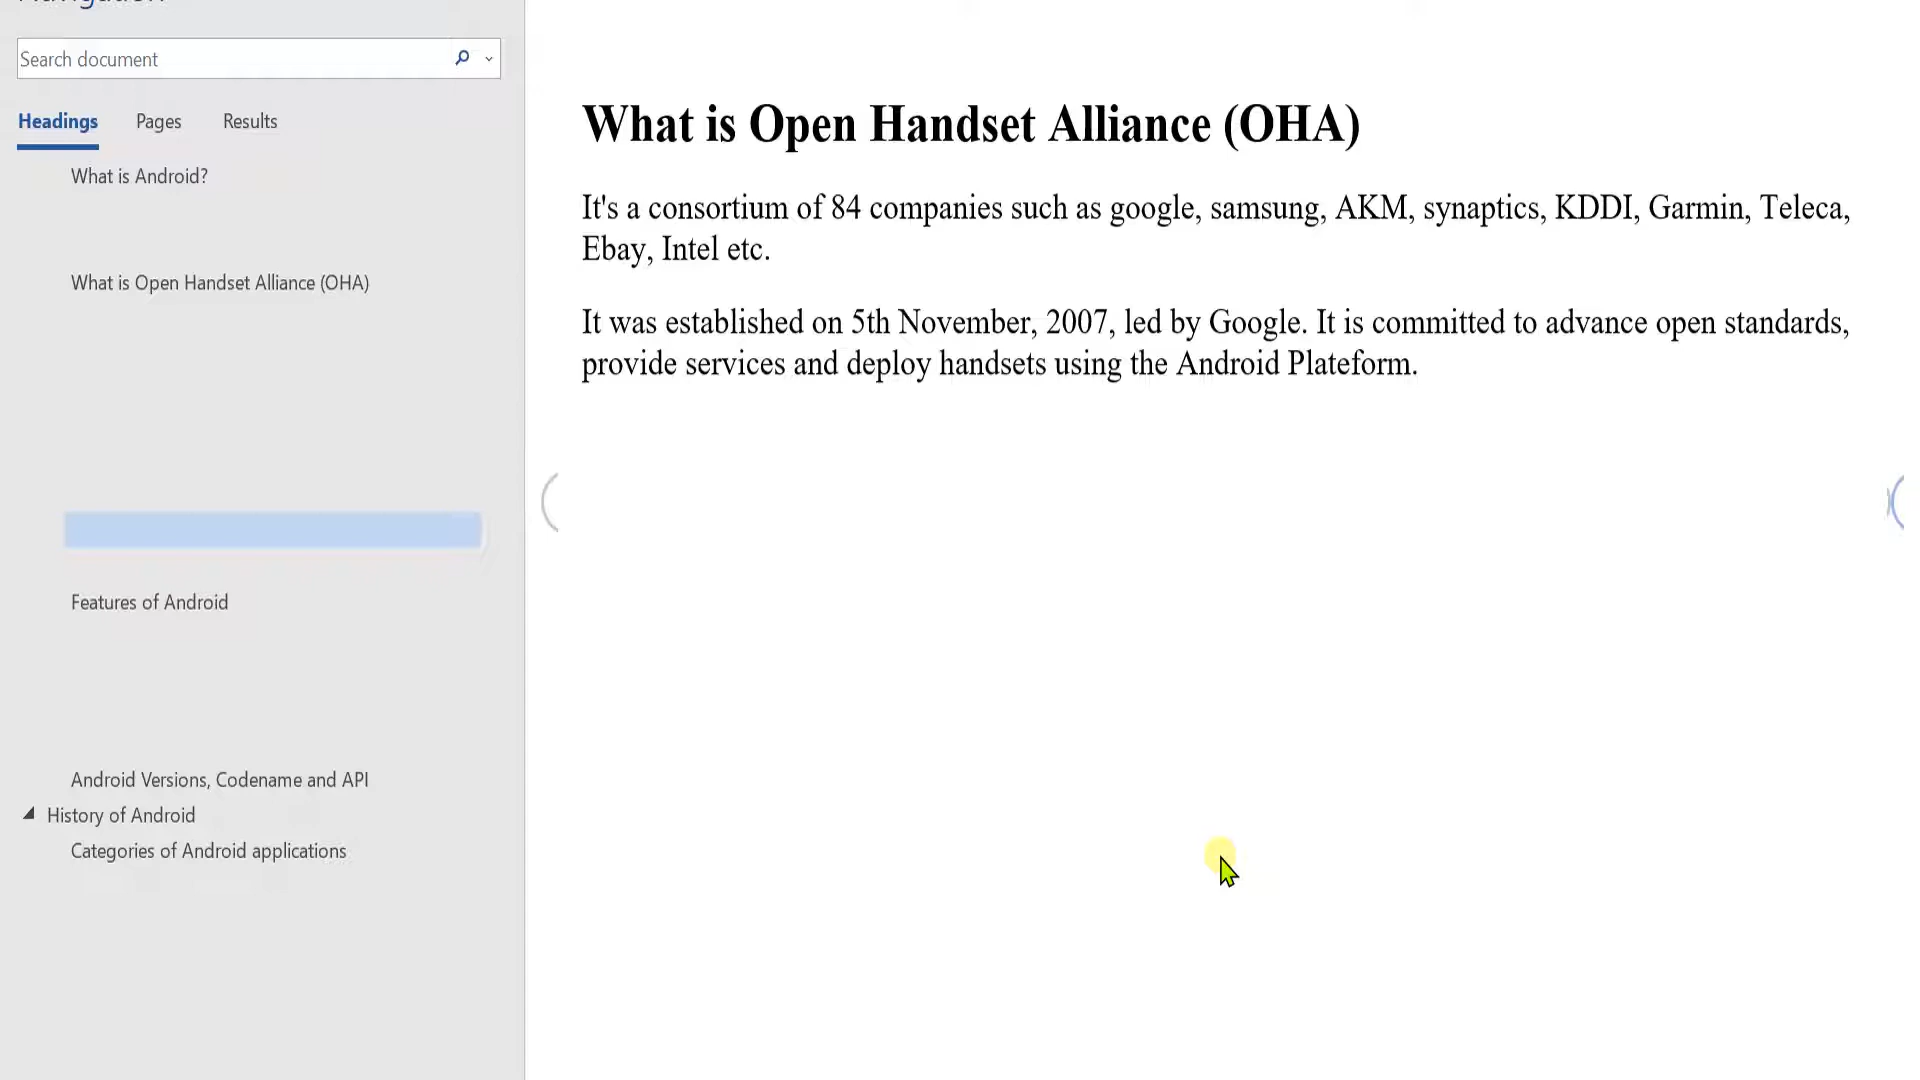 Navigation
Search document
Headings Pages Results
What is Android?
What is Open Handset Alliance (OHA)
Features of Android
Android Versions, Codename and API
History of Android
Categories of Android applications
What is Open Handset Alliance (OHA)
It's a consortium of 84 companies such as google, samsung, AKM, synaptics, KDDI, Garmin, Teleca,
Ebay, Intel etc.
It was established on 5th November, 2007, led by Google. It is committed to advance open standards,
provide services and deploy handsets using the Android Plateform.